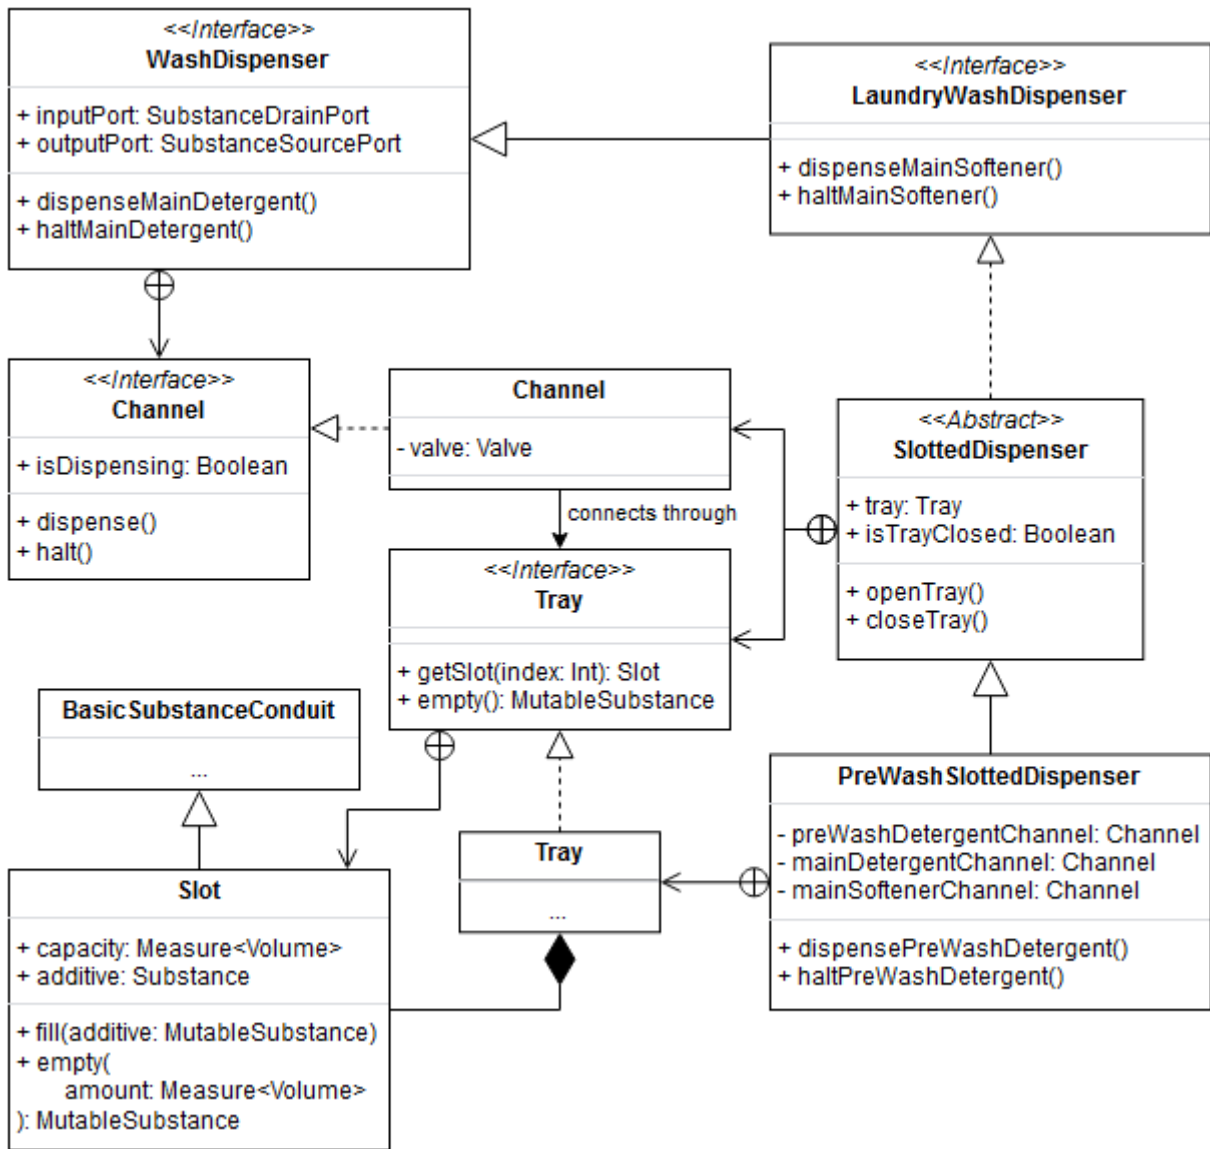 <<Interface>>
WashDispenser
+ inputPort: SubstanceDrainPort
+ outputPort: SubstanceSourcePort
+ dispenseMainDetergent()
+ haltMainDetergent()
<<Interface>>
LaundryWashDispenser
+ dispenseMainSoftener()
+ haltMainSoftener()
<<Interface>>
Channel
+ isDispensing: Boolean
+ dispense()
+ halt()
Channel
- valve: Valve
connects through
<<Abstract>>
SlottedDispenser
+ tray: Tray
+ isTrayClosed: Boolean
+ openTray()
+ closeTray()
<<Interface>>
Tray
+ getSlot(index: Int): Slot
+ empty(): MutableSubstance
BasicSubstanceConduit
...
Tray
...
PreWashSlottedDispenser
- preWashDetergentChannel: Channel
- mainDetergentChannel: Channel
- mainSoftenerChannel: Channel
+ dispensePreWashDetergent()
+ haltPreWashDetergent()
Slot
+ capacity: Measure<Volume>
+ additive: Substance
+ fill(additive: MutableSubstance)
+ empty(
amount: Measure<Volume>
): MutableSubstance